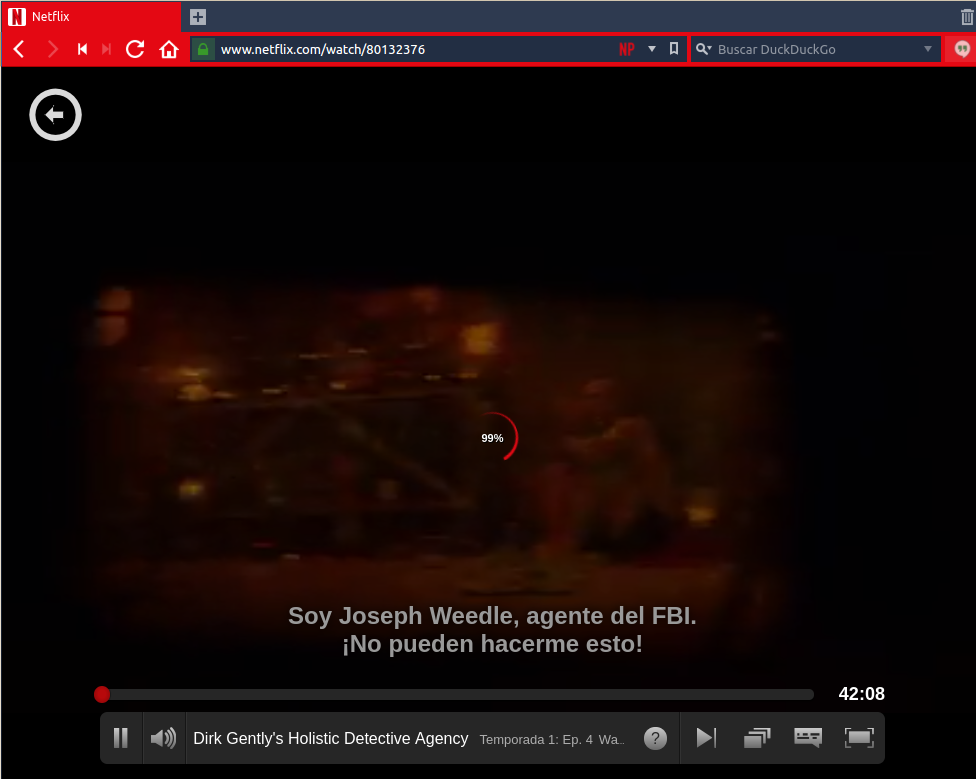 Netflix
www.netflix.com/watch/80132376
NP
Buscar DuckDuckGo
99%
Soy Joseph Weedle, agente del FBI.
¡No pueden hacerme esto!
42:08
Dirk Gently's Holistic Detective Agency Temporada 1: Ep. 4 Wa...
?